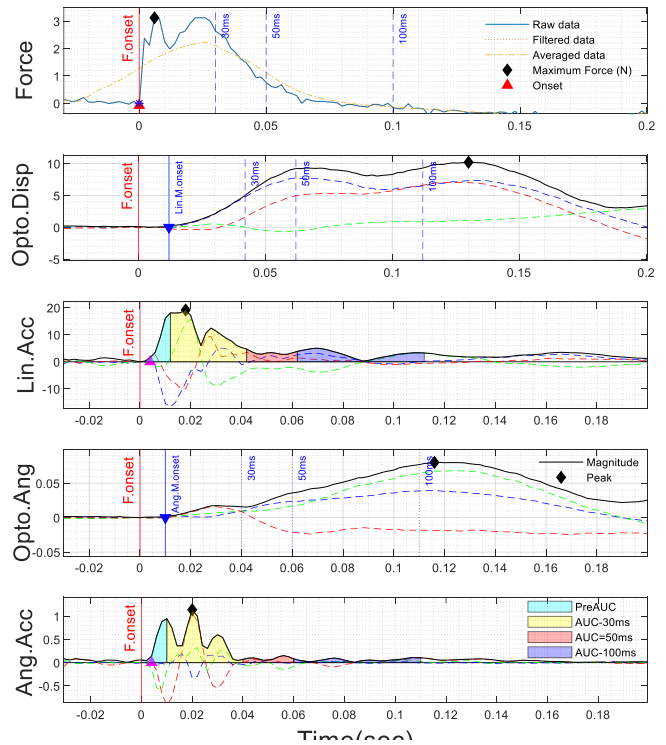 Force
3
2
1
0
F.onset
30ms
50ms
100ms
Raw data
Filtered data
Averaged data
Maximum Force (N)
Onset
0 0.05 0.1 0.15 0.2
Opto.Disp
10
5
0
-5
F.onset
Lin.M.onset
30ms
50ms
100ms
0 0.05 0.1 0.15 0.2
Lin.Acc
20
10
0
-10
F.onset
-0.02 0 0.02 0.04 0.06 0.08 0.1 0.12 0.14 0.16 0.18
Opto.Ang
0.05
0
-0.05
F.onset
Ang.M.onset
30ms
50ms
100ms
Magnitude
Peak
-0.02 0 0.02 0.04 0.06 0.08 0.1 0.12 0.14 0.16 0.18
Ang.Acc
1
0.5
0
-0.5
F.onset
PreAUC
AUC-30ms
AUC=50ms
AUC-100ms
-0.02 0 0.02 0.04 0.06 0.08 0.1 0.12 0.14 0.16 0.18
Time(sec)